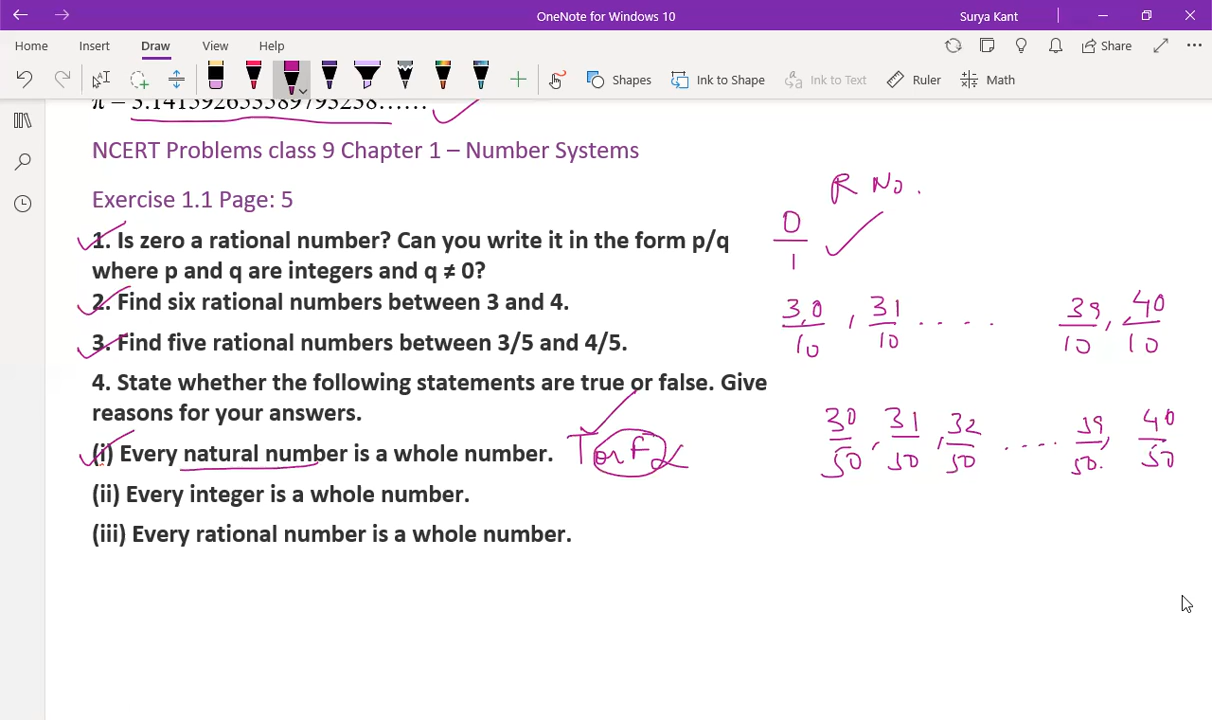 OneNote for Windows 10
Surya Kant
Home Insert Draw View Help
Share
Shapes Ink to Shape Ink to Text Ruler Math
π = 3.141592653589793238......
NCERT Problems class 9 Chapter 1 – Number Systems
R No.
Exercise 1.1 Page: 5
0/1
1. Is zero a rational number? Can you write it in the form p/q
where p and q are integers and q ≠ 0?
2. Find six rational numbers between 3 and 4.
30/10, 31/10 ..... 39/10, 40/10
3. Find five rational numbers between 3/5 and 4/5.
4. State whether the following statements are true or false. Give
reasons for your answers.
30/50, 31/50, 32/50 ..... 39/50, 40/50
(i) Every natural number is a whole number. T or F
(ii) Every integer is a whole number.
(iii) Every rational number is a whole number.